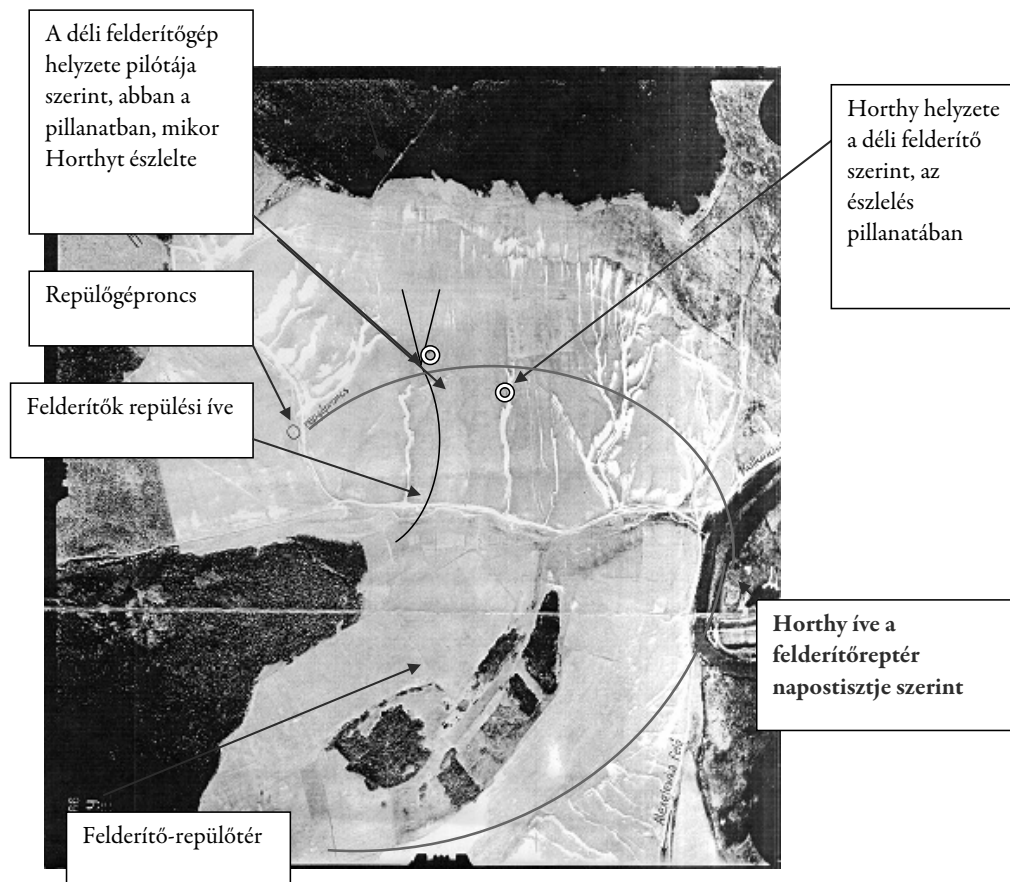 A déli felderítőgép
helyzete pilótája
szerint, abban a
pillanatban, mikor
Horthyt észlelte
Horthy helyzete
a déli felderítő
szerint, az
észlelés
pillanatában
Repülőgéproncs
Felderítők repülési íve
Horthy íve a
felderítőreptér
napostisztje szerint
Felderítő-repülőtér